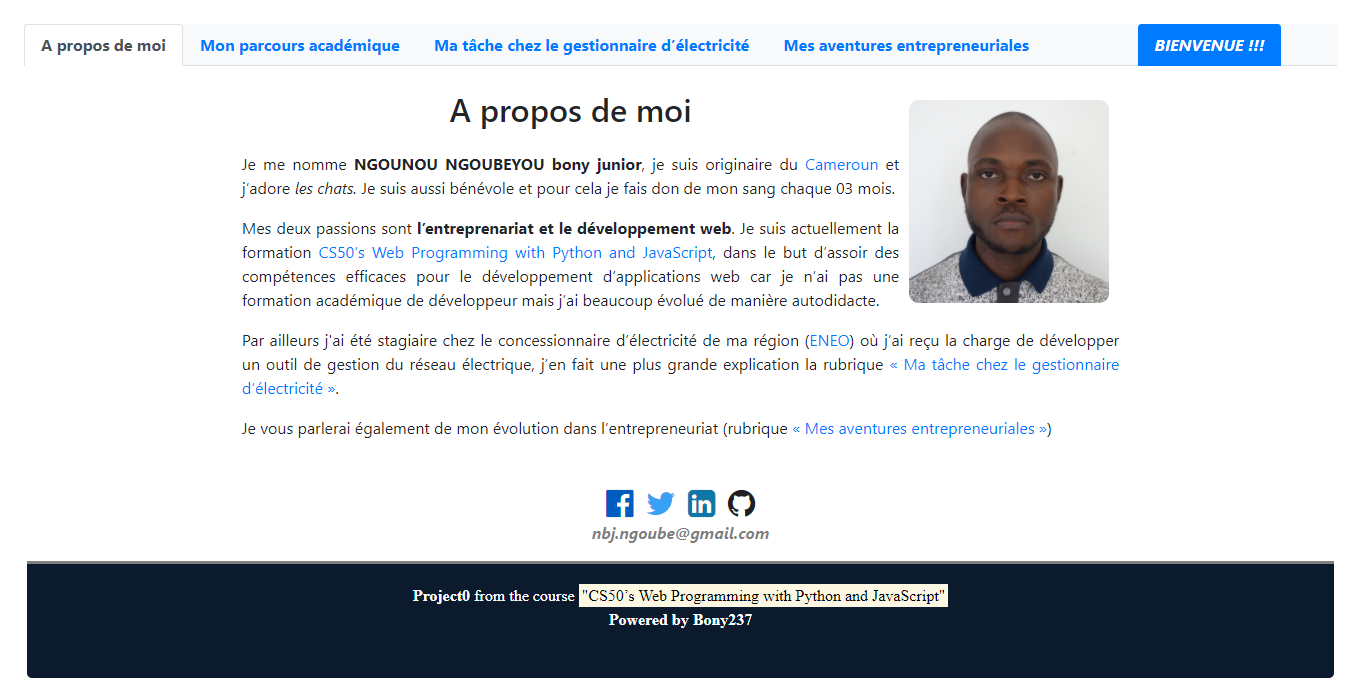 A propos de moi Mon parcours académique Ma tâche chez le gestionnaire d’électricité Mes aventures entrepreneuriales BIENVENUE !!!
A propos de moi
Je me nomme NGOUNOU NGOUBEYOU bony junior, je suis originaire du Cameroun et
j’adore les chats. Je suis aussi bénévole et pour cela je fais don de mon sang chaque 03 mois.
Mes deux passions sont l’entreprenariat et le développement web. Je suis actuellement la
formation CS50’s Web Programming with Python and JavaScript, dans le but d’assoir des
compétences efficaces pour le développement d’applications web car je n’ai pas une
formation académique de développeur mais j’ai beaucoup évolué de manière autodidacte.
Par ailleurs j'ai été stagiaire chez le concessionnaire d’électricité de ma région (ENEO) où j’ai reçu la charge de développer
un outil de gestion du réseau électrique, j’en fait une plus grande explication la rubrique « Ma tâche chez le gestionnaire
d’électricité ».
Je vous parlerai également de mon évolution dans l’entrepreneuriat (rubrique « Mes aventures entrepreneuriales »)
nbj.ngoube@gmail.com
Project0 from the course "CS50’s Web Programming with Python and JavaScript"
Powered by Bony237